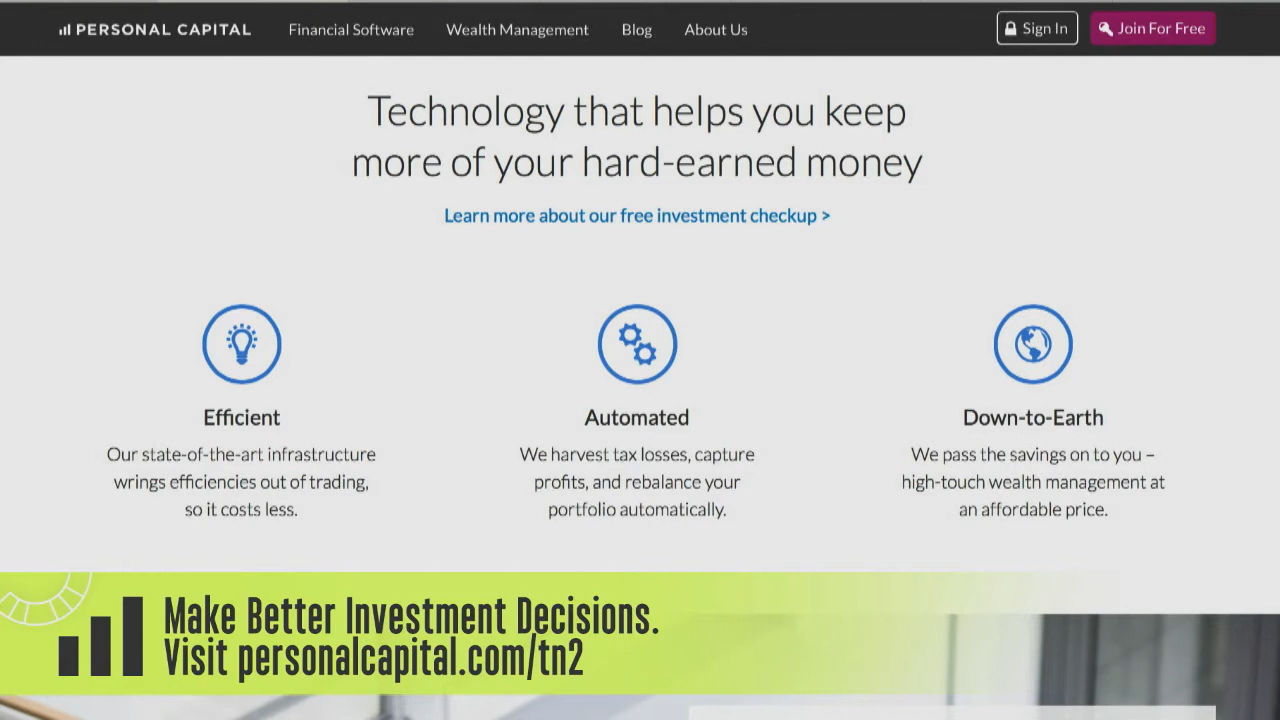 PERSONAL CAPITAL Financial Software Wealth Management Blog About Us Sign In Join For Free
Technology that helps you keep
more of your hard-earned money
Learn more about our free investment checkup >
Efficient
Our state-of-the-art infrastructure
wrings efficiencies out of trading,
so it costs less.
Automated
We harvest tax losses, capture
profits, and rebalance your
portfolio automatically.
Down-to-Earth
We pass the savings on to you –
high-touch wealth management at
an affordable price.
Make Better Investment Decisions.
Visit personalcapital.com/tn2